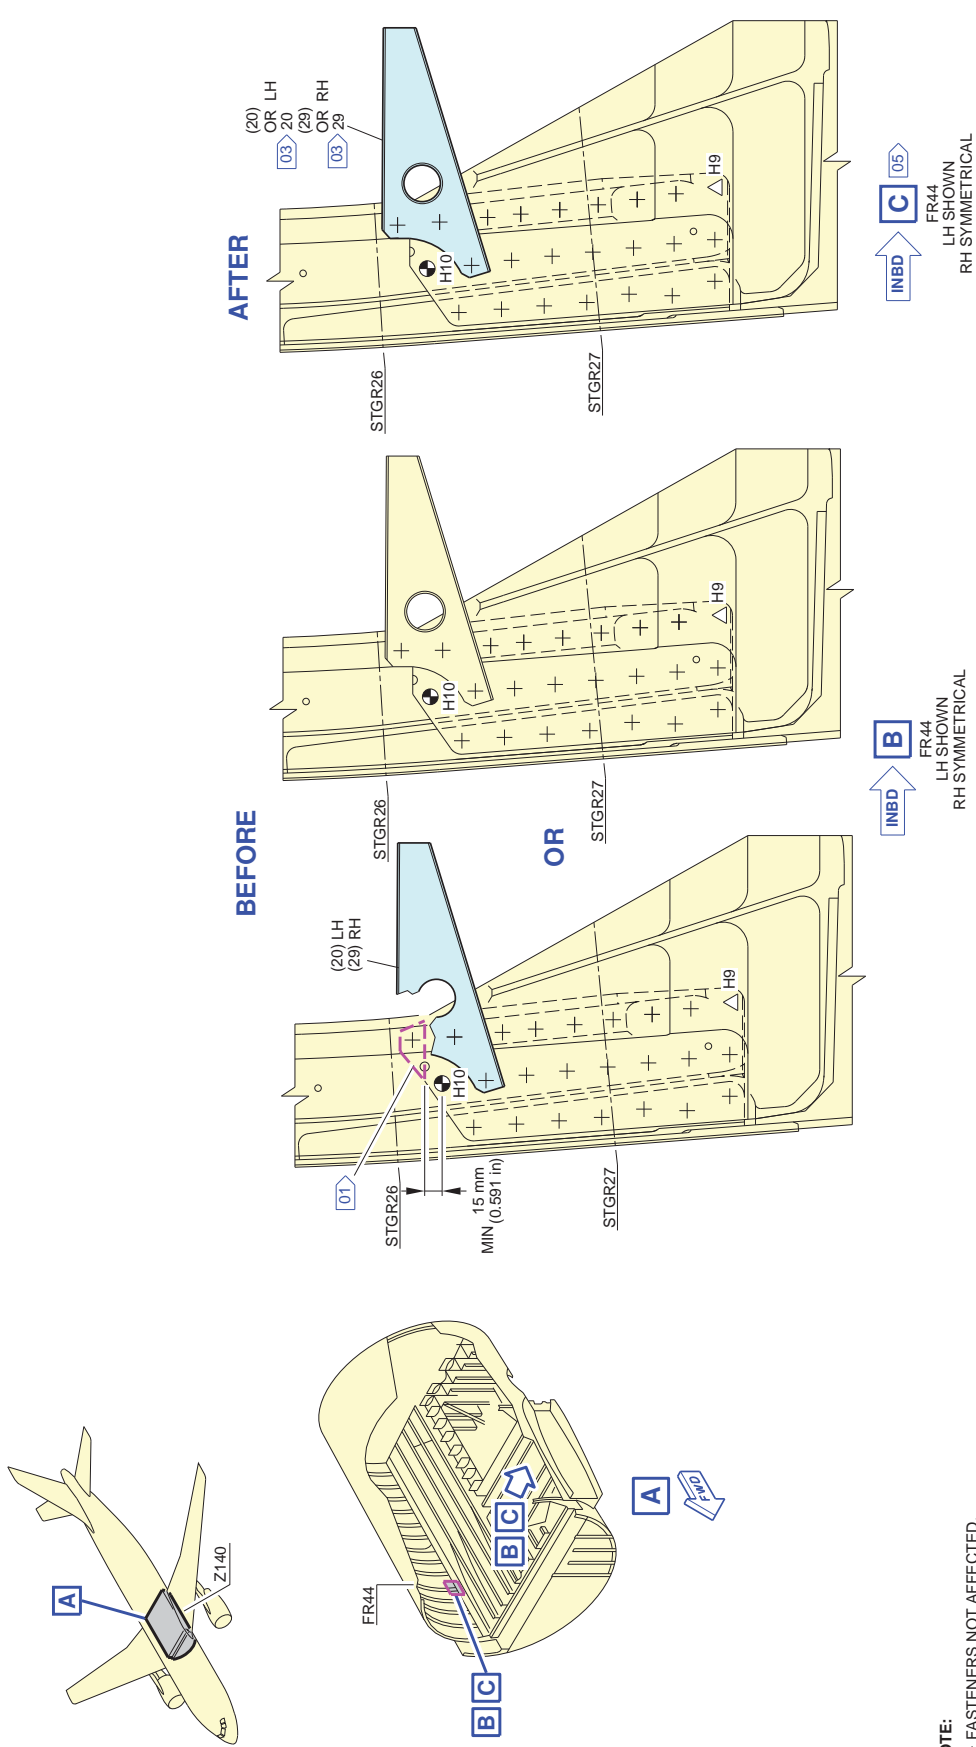 A
Z140
FR44
B C
B C
A
FWD
BEFORE
(20) LH
(29) RH
01
STGR26
15 mm
MIN (0.591 in)
H10
STGR27
H9
OR
STGR26
H10
STGR27
H9
INBD
B
FR44
LH SHOWN
RH SYMMETRICAL
AFTER
(20)
OR LH
03 20
(29)
OR RH
03 29
STGR26
H10
STGR27
H9
INBD
C 05
FR44
LH SHOWN
RH SYMMETRICAL
OTE:
FASTENERS NOT AFFECTED